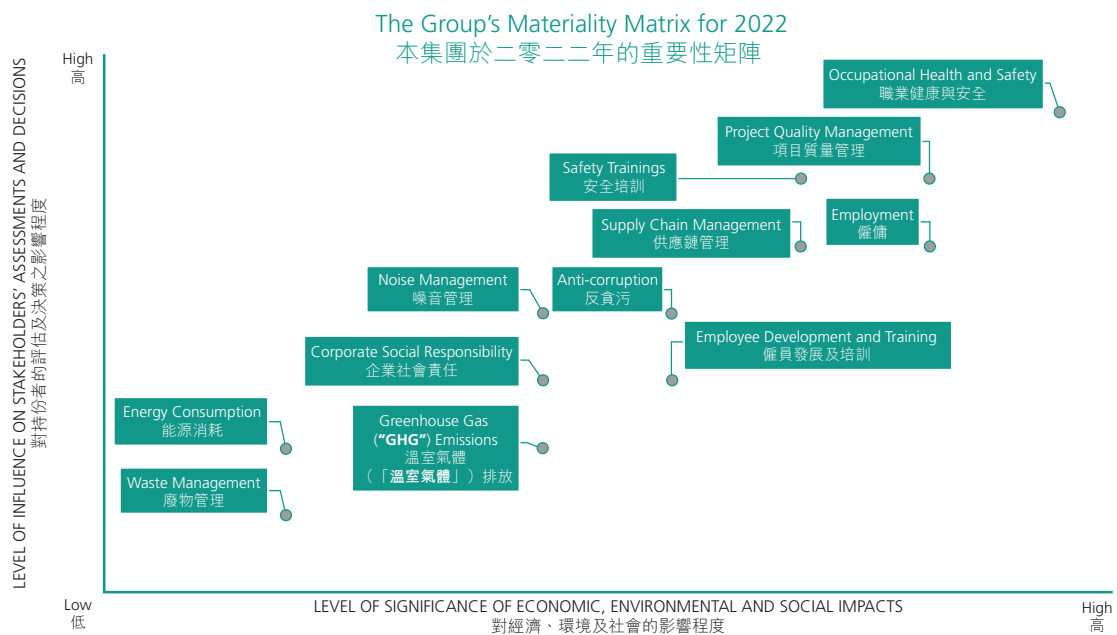 The Group's Materiality Matrix for 2022
本集團於二零二二年的重要性矩陣
LEVEL OF INFLUENCE ON STAKEHOLDERS' ASSESSMENTS AND DECISIONS
對持份者的評估及決策之影響程度
High
高
Occupational Health and Safety
職業健康與安全
Project Quality Management
項目質量管理
Safety Trainings
安全培訓
Supply Chain Management
供應鏈管理
Employment
僱傭
Noise Management
噪音管理
Anti-corruption
反貪污
Employee Development and Training
僱員發展及培訓
Corporate Social Responsibility
企業社會責任
Energy Consumption
能源消耗
Greenhouse Gas
("GHG") Emissions
溫室氣體
（「溫室氣體」）排放
Waste Management
廢物管理
Low
低
LEVEL OF SIGNIFICANCE OF ECONOMIC, ENVIRONMENTAL AND SOCIAL IMPACTS
對經濟、環境及社會的影響程度
High
高